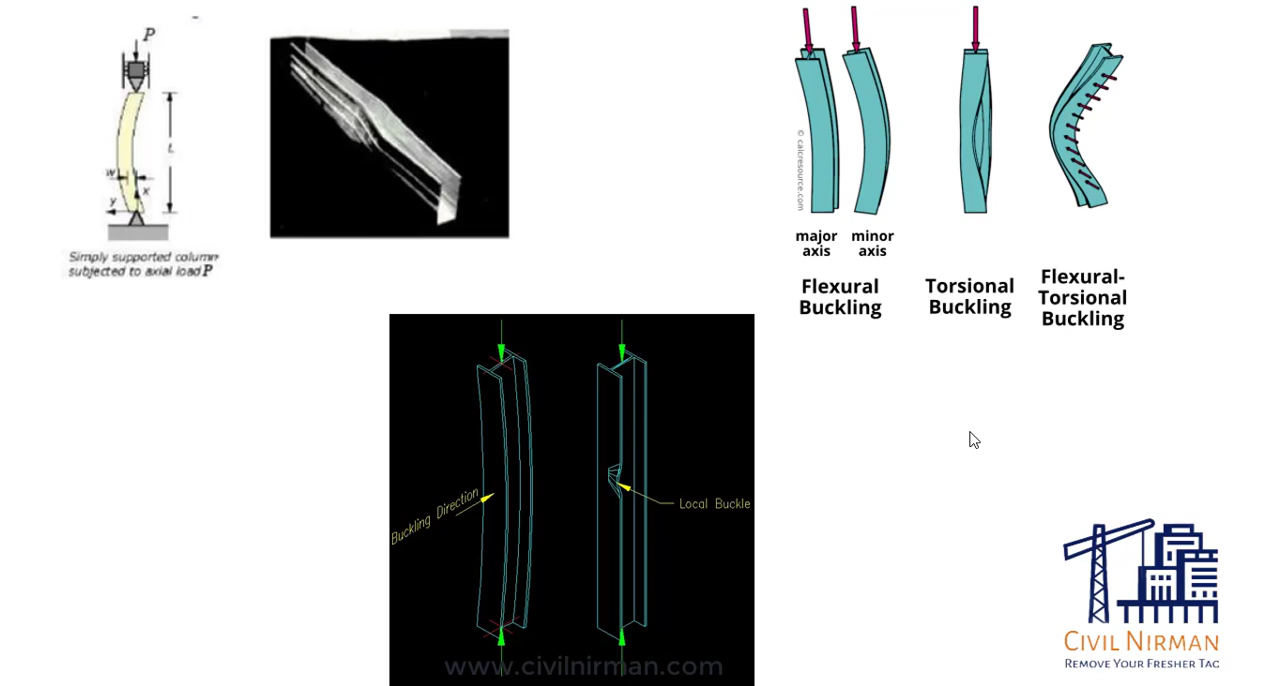 P
L
w
x
y
Simply supported column
subjected to axial load P
© calcresource.com
major
axis
minor
axis
Flexural
Buckling
Torsional
Buckling
Flexural-
Torsional
Buckling
Buckling Direction
Local Buckle
www.civilnirman.com
CIVIL NIRMAN
REMOVE YOUR FRESHER TAG